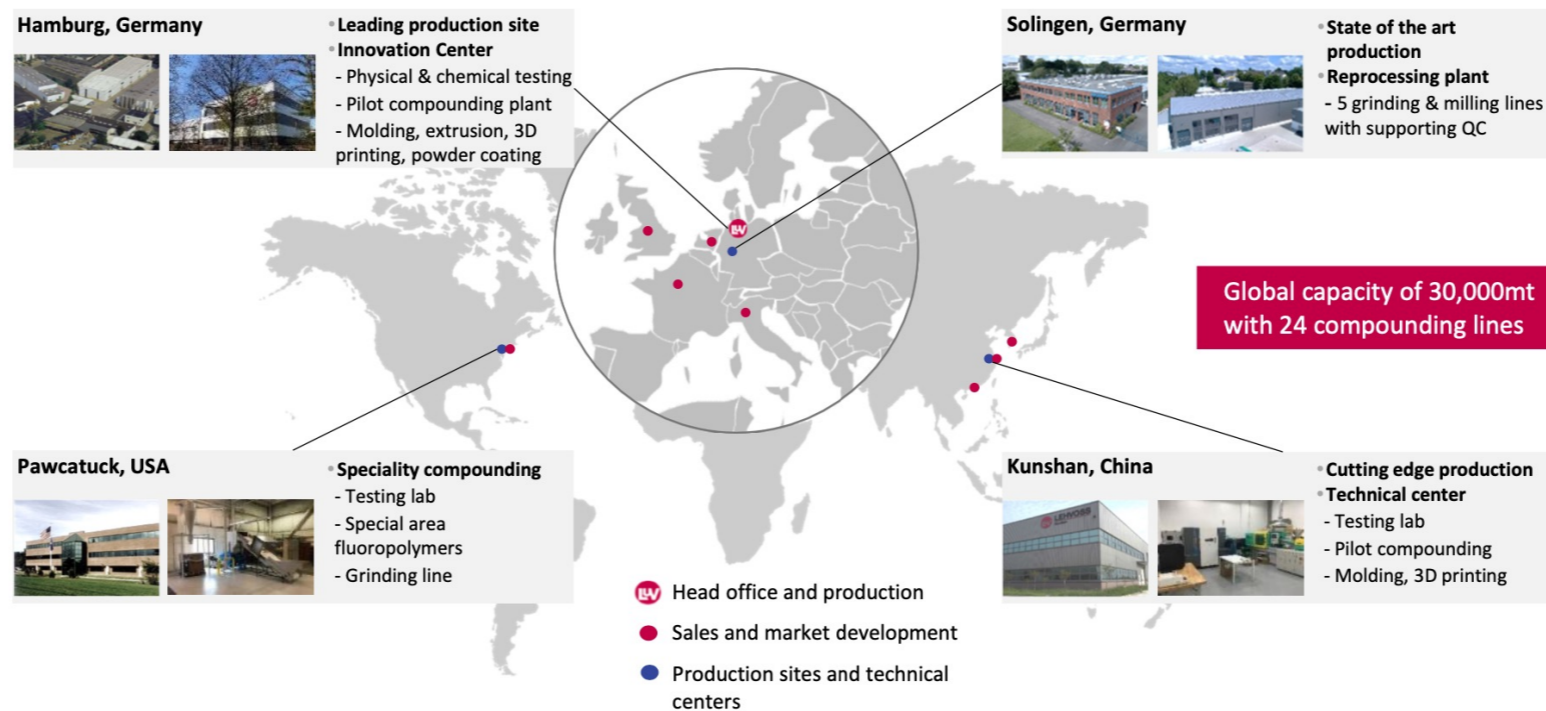 Hamburg, Germany
•Leading production site
•Innovation Center
- Physical & chemical testing
- Pilot compounding plant
- Molding, extrusion, 3D
printing, powder coating
Solingen, Germany
•State of the art
production
•Reprocessing plant
- 5 grinding & milling lines
with supporting QC
LUV
Global capacity of 30,000mt
with 24 compounding lines
Pawcatuck, USA
•Speciality compounding
- Testing lab
- Special area
fluoropolymers
- Grinding line
Kunshan, China
LEHVOSS
•Cutting edge production
•Technical center
- Testing lab
- Pilot compounding
- Molding, 3D printing
LUV Head office and production
Sales and market development
Production sites and technical
centers